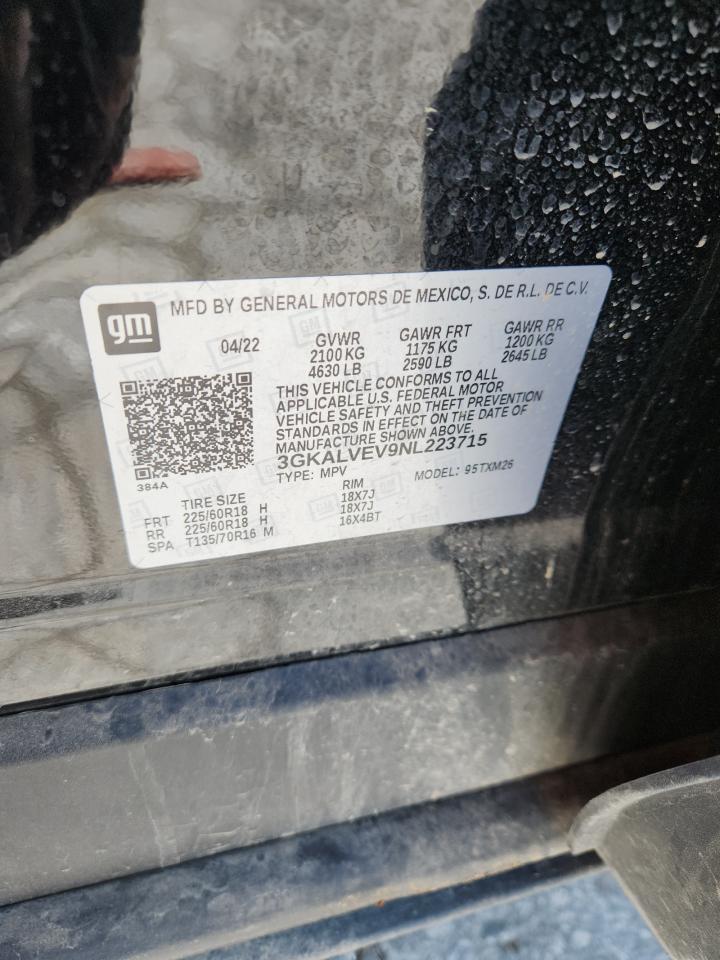 gm
MFD BY GENERAL MOTORS DE MEXICO, S. DE R.L. DE C.V.
04/22 GVWR GAWR FRT GAWR RR
2100 KG 1175 KG 1200 KG
4630 LB 2590 LB 2645 LB
THIS VEHICLE CONFORMS TO ALL
APPLICABLE U.S. FEDERAL MOTOR
VEHICLE SAFETY AND THEFT PREVENTION
STANDARDS IN EFFECT ON THE DATE OF
MANUFACTURE SHOWN ABOVE.
3GKALVEV9NL223715
384A TYPE: MPV MODEL: 95TXM26
TIRE SIZE RIM
FRT 225/60R18 H 18X7J
RR 225/60R18 H 18X7J
SPA T135/70R16 M 16X4BT